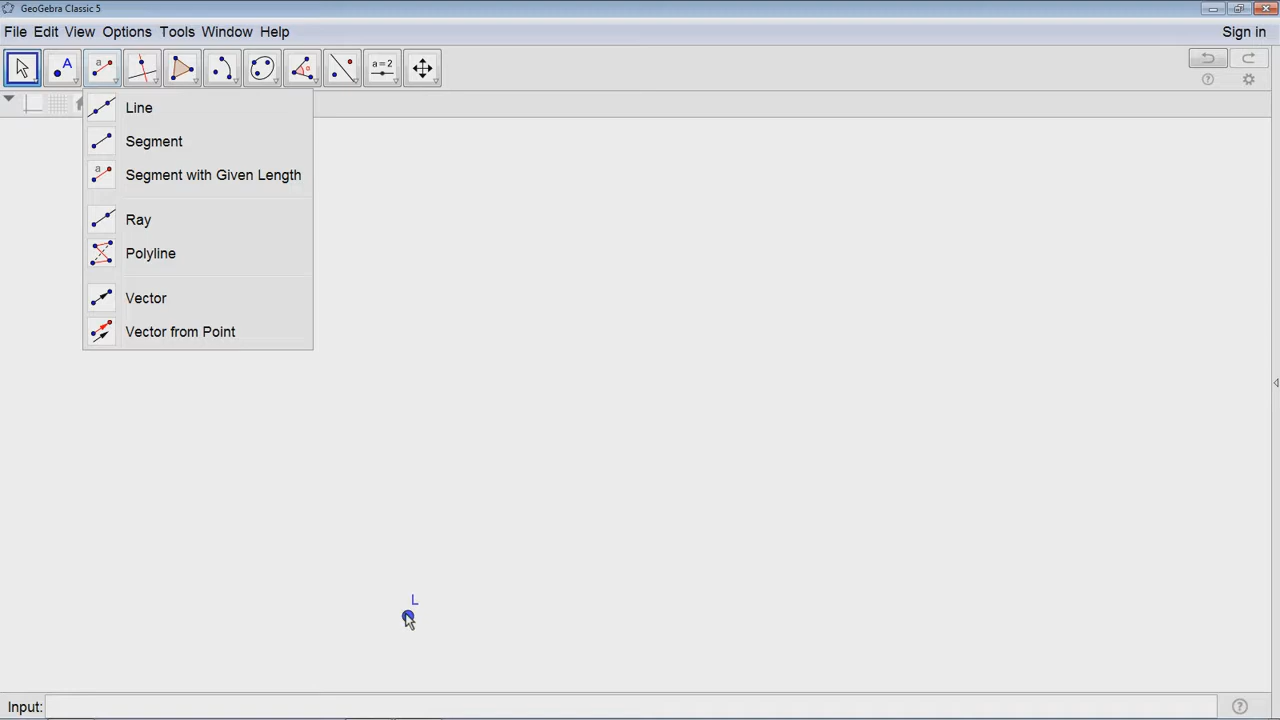 GeoGebra Classic 5
File Edit View Options Tools Window Help Sign in
A a a=2
Line
Segment
a
Segment with Given Length
Ray
Polyline
Vector
Vector from Point
L
Input: